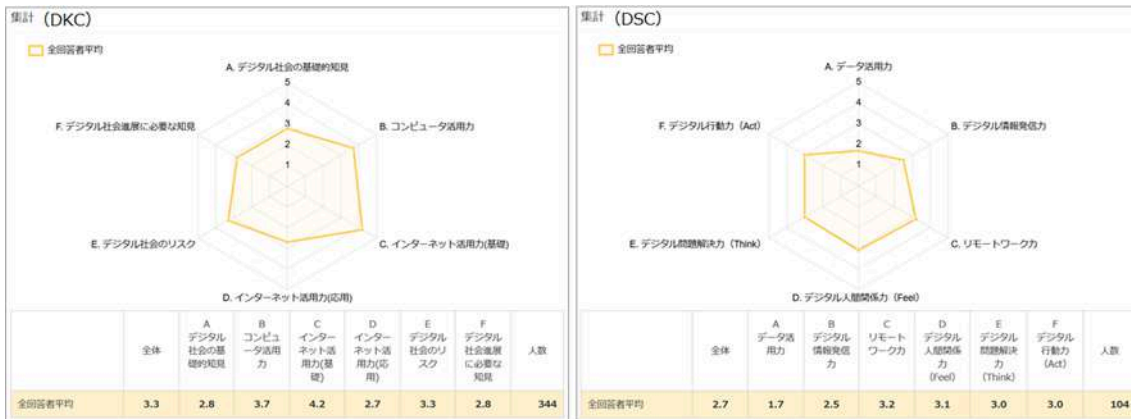 集計（DKC）
全回答者平均
A. デジタル社会の基礎的知見
5
4
3
2
1
B. コンピュータ活用力
C. インターネット活用力(基礎)
D. インターネット活用力(応用)
E. デジタル社会のリスク
F. デジタル社会進展に必要な知見
全体
A
デジタル
社会の基
礎的知見
B
コンピュ
ータ活用
力
C
インター
ネット活
用力(基
礎)
D
インター
ネット活
用力(応
用)
E
デジタル
社会のリ
スク
F
デジタル
社会進展
に必要な
知見
人数
全回答者平均 3.3 2.8 3.7 4.2 2.7 3.3 2.8 344
集計（DSC）
全回答者平均
A. データ活用力
5
4
3
2
1
B. デジタル情報発信力
C. リモートワーク力
D. デジタル人間関係力（Feel）
E. デジタル問題解決力（Think）
F. デジタル行動力（Act）
全体
A
データ活
用力
B
デジタル
情報発信
力
C
リモート
ワーク力
D
デジタル
人間関係
力
(Feel)
E
デジタル
問題解決
力
(Think)
F
デジタル
行動力
(Act)
人数
全回答者平均 2.7 1.7 2.5 3.2 3.1 3.0 3.0 104